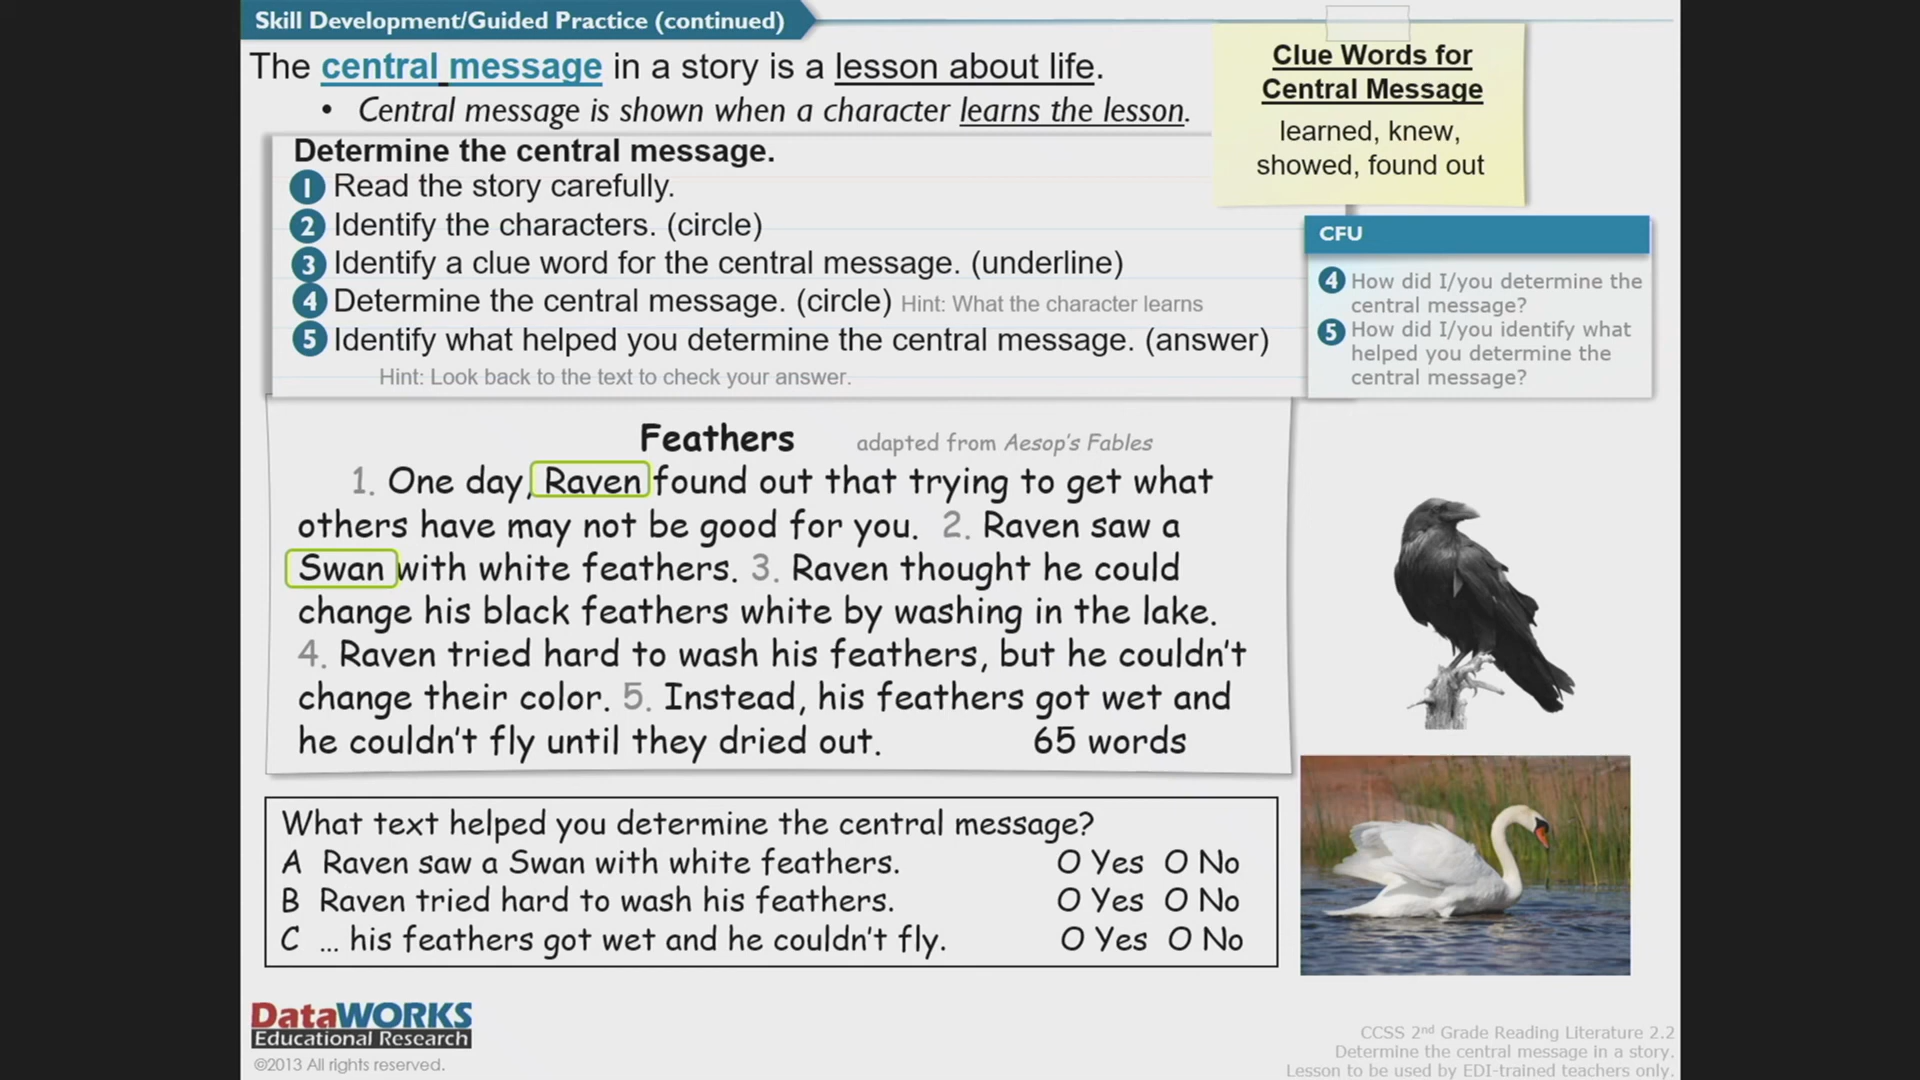 Skill Development/Guided Practice (continued)
The central message in a story is a lesson about life.
• Central message is shown when a character learns the lesson.
Clue Words for
Central Message
learned, knew,
showed, found out
Determine the central message.
1 Read the story carefully.
2 Identify the characters. (circle)
3 Identify a clue word for the central message. (underline)
4 Determine the central message. (circle) Hint: What the character learns
5 Identify what helped you determine the central message. (answer)
Hint: Look back to the text to check your answer.
CFU
4 How did I/you determine the
central message?
5 How did I/you identify what
helped you determine the
central message?
Feathers adapted from Aesop's Fables
1. One day, Raven found out that trying to get what
others have may not be good for you. 2. Raven saw a
Swan with white feathers. 3. Raven thought he could
change his black feathers white by washing in the lake.
4. Raven tried hard to wash his feathers, but he couldn't
change their color. 5. Instead, his feathers got wet and
he couldn't fly until they dried out. 65 words
What text helped you determine the central message?
A Raven saw a Swan with white feathers. O Yes O No
B Raven tried hard to wash his feathers. O Yes O No
C ... his feathers got wet and he couldn't fly. O Yes O No
DataWORKS
Educational Research
©2013 All rights reserved.
CCSS 2nd Grade Reading Literature 2.2
Determine the central message in a story.
Lesson to be used by EDI-trained teachers only.